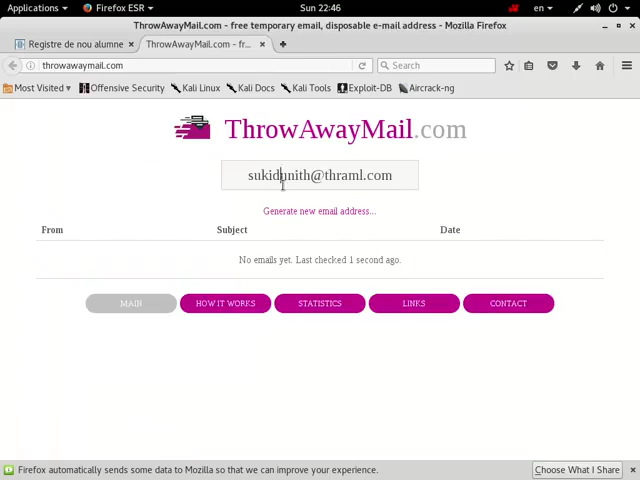 Applications Firefox ESR Sun 22:46 en
ThrowAwayMail.com - free temporary email, disposable e-mail address - Mozilla Firefox
Registre de nou alumne ThrowAwayMail.com - fr...
throwawaymail.com Search
Most Visited Offensive Security Kali Linux Kali Docs Kali Tools Exploit-DB Aircrack-ng
ThrowAwayMail.com
sukidunith@thraml.com
Generate new email address...
From Subject Date
No emails yet. Last checked 1 second ago.
MAIN HOW IT WORKS STATISTICS LINKS CONTACT
Firefox automatically sends some data to Mozilla so that we can improve your experience. Choose What I Share